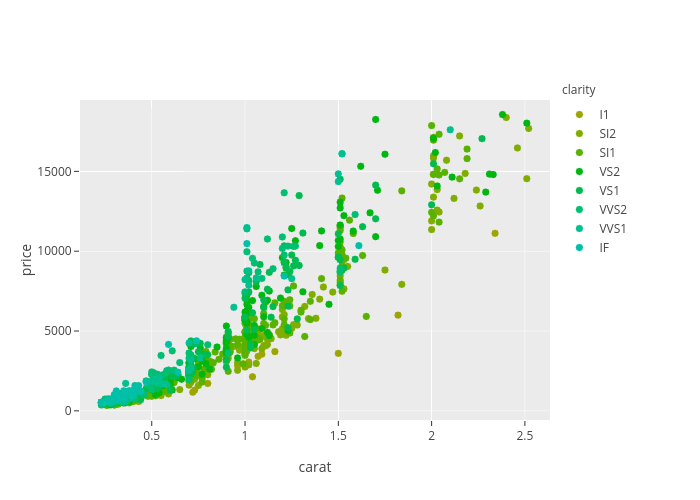 clarity
I1
SI2
SI1
VS2
VS1
VVS2
VVS1
IF
price
15000
10000
5000
0
0.5
1
1.5
2
2.5
carat